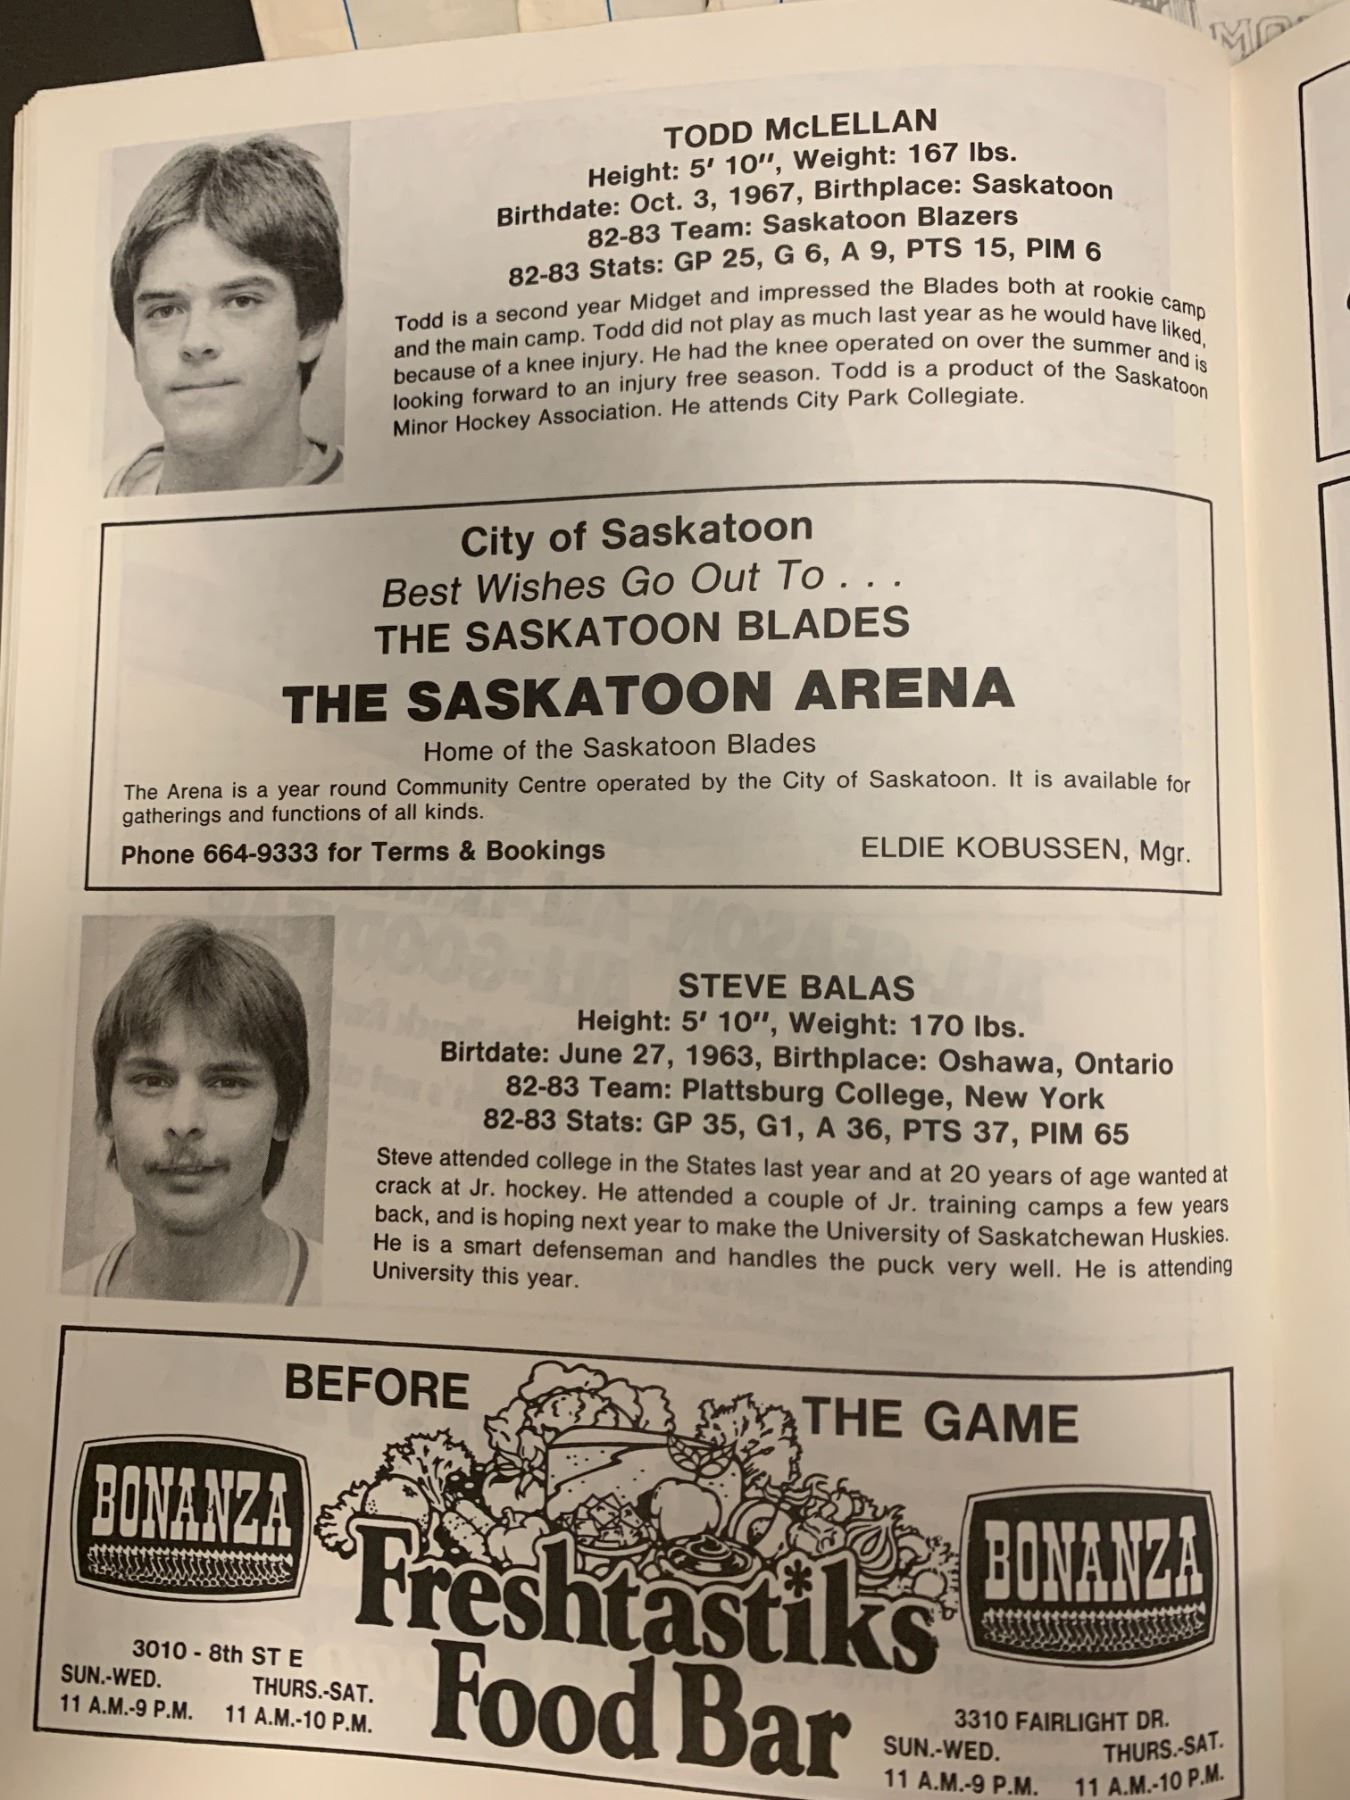 TODD McLELLAN
Height: 5' 10", Weight: 167 lbs.
Birthdate: Oct. 3, 1967, Birthplace: Saskatoon
82-83 Team: Saskatoon Blazers
82-83 Stats: GP 25, G 6, A 9, PTS 15, PIM 6
Todd is a second year Midget and impressed the Blades both at rookie camp
and the main camp. Todd did not play as much last year as he would have liked,
because of a knee injury. He had the knee operated on over the summer and is
looking forward to an injury free season. Todd is a product of the Saskatoon
Minor Hockey Association. He attends City Park Collegiate.
City of Saskatoon
Best Wishes Go Out To . . .
THE SASKATOON BLADES
THE SASKATOON ARENA
Home of the Saskatoon Blades
The Arena is a year round Community Centre operated by the City of Saskatoon. It is available for
gatherings and functions of all kinds.
Phone 664-9333 for Terms & Bookings ELDIE KOBUSSEN, Mgr.
STEVE BALAS
Height: 5' 10", Weight: 170 lbs.
Birtdate: June 27, 1963, Birthplace: Oshawa, Ontario
82-83 Team: Plattsburg College, New York
82-83 Stats: GP 35, G1, A 36, PTS 37, PIM 65
Steve attended college in the States last year and at 20 years of age wanted at
crack at Jr. hockey. He attended a couple of Jr. training camps a few years
back, and is hoping next year to make the University of Saskatchewan Huskies.
He is a smart defenseman and handles the puck very well. He is attending
University this year.
BEFORE THE GAME
BONANZA BONANZA
Freshtastiks
Food Bar
3010 - 8th ST E
SUN.-WED. THURS.-SAT.
11 A.M.-9 P.M. 11 A.M.-10 P.M.
3310 FAIRLIGHT DR.
SUN.-WED. THURS.-SAT.
11 A.M.-9 P.M. 11 A.M.-10 P.M.